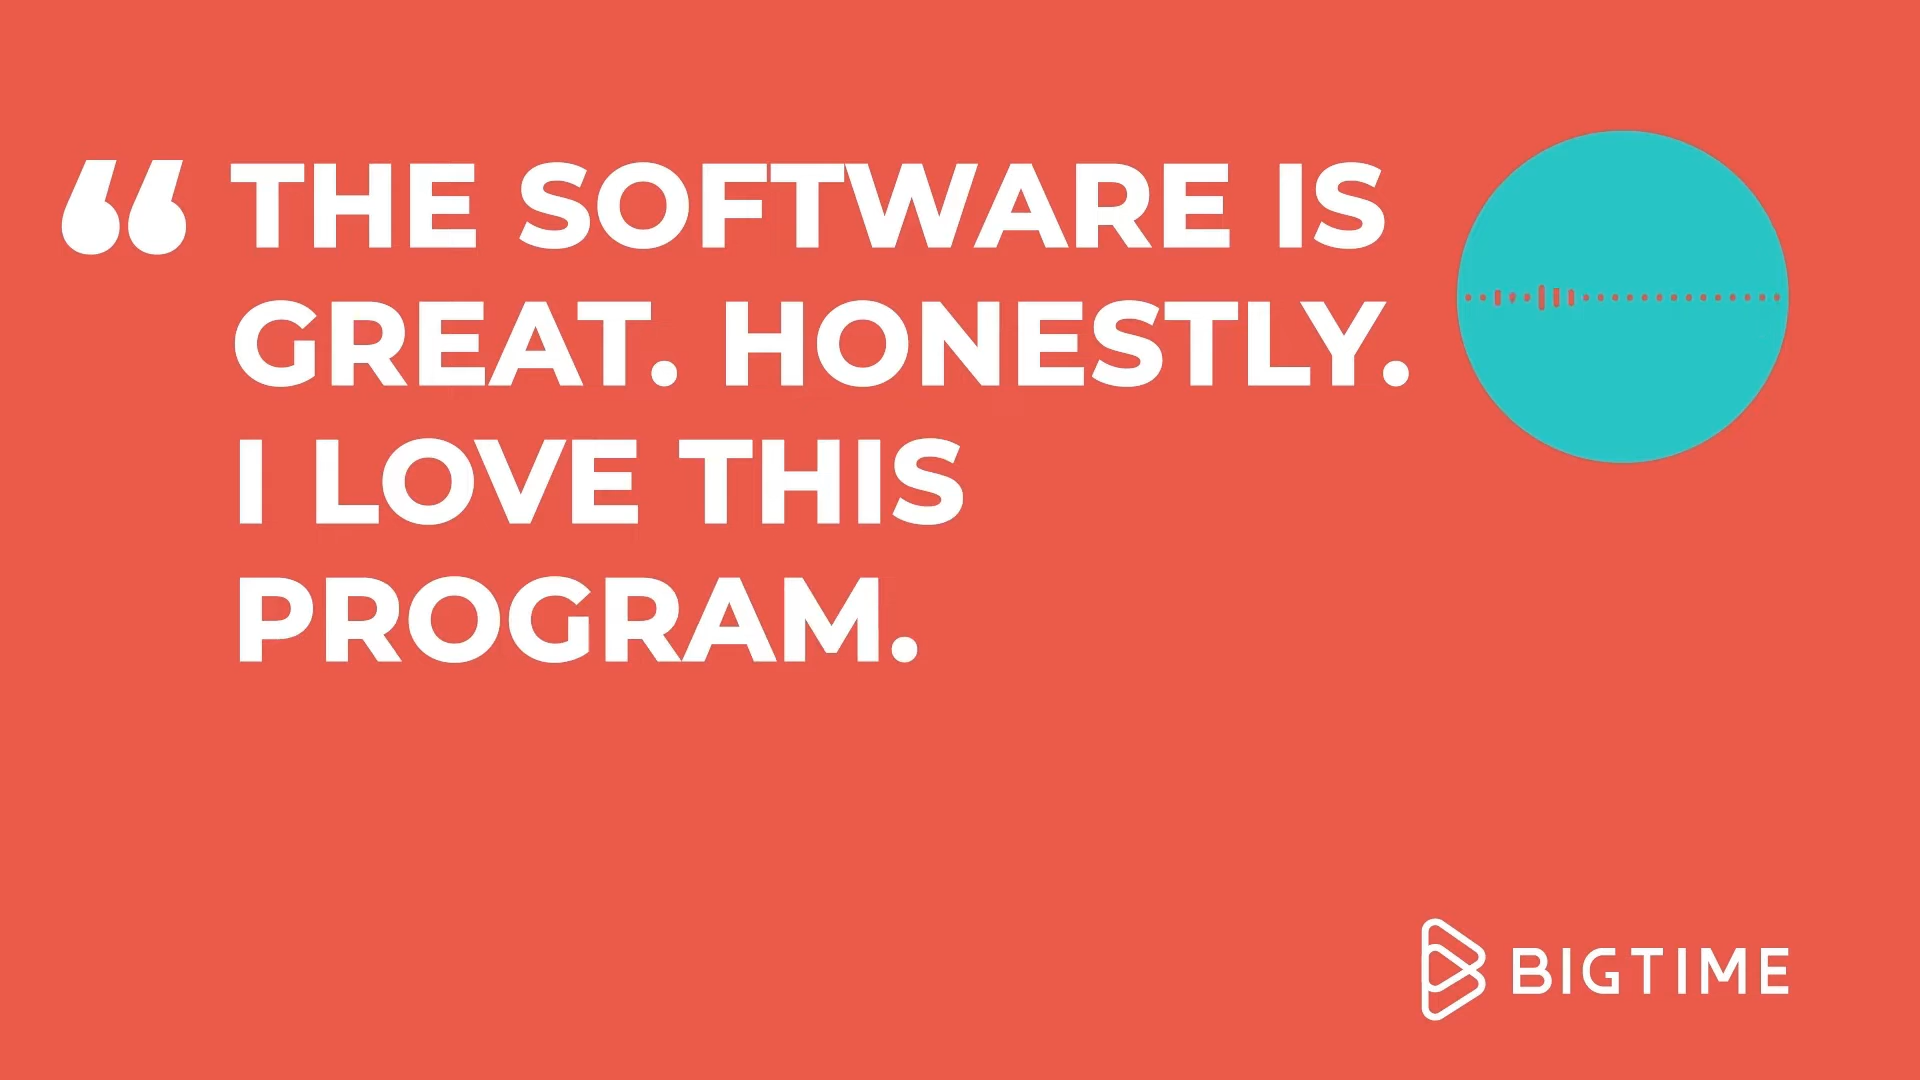 “ THE SOFTWARE IS
GREAT. HONESTLY.
I LOVE THIS
PROGRAM.
BIGTIME